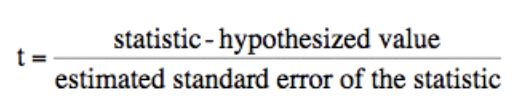 statistic - hypothesized value
t =
estimated standard error of the statistic